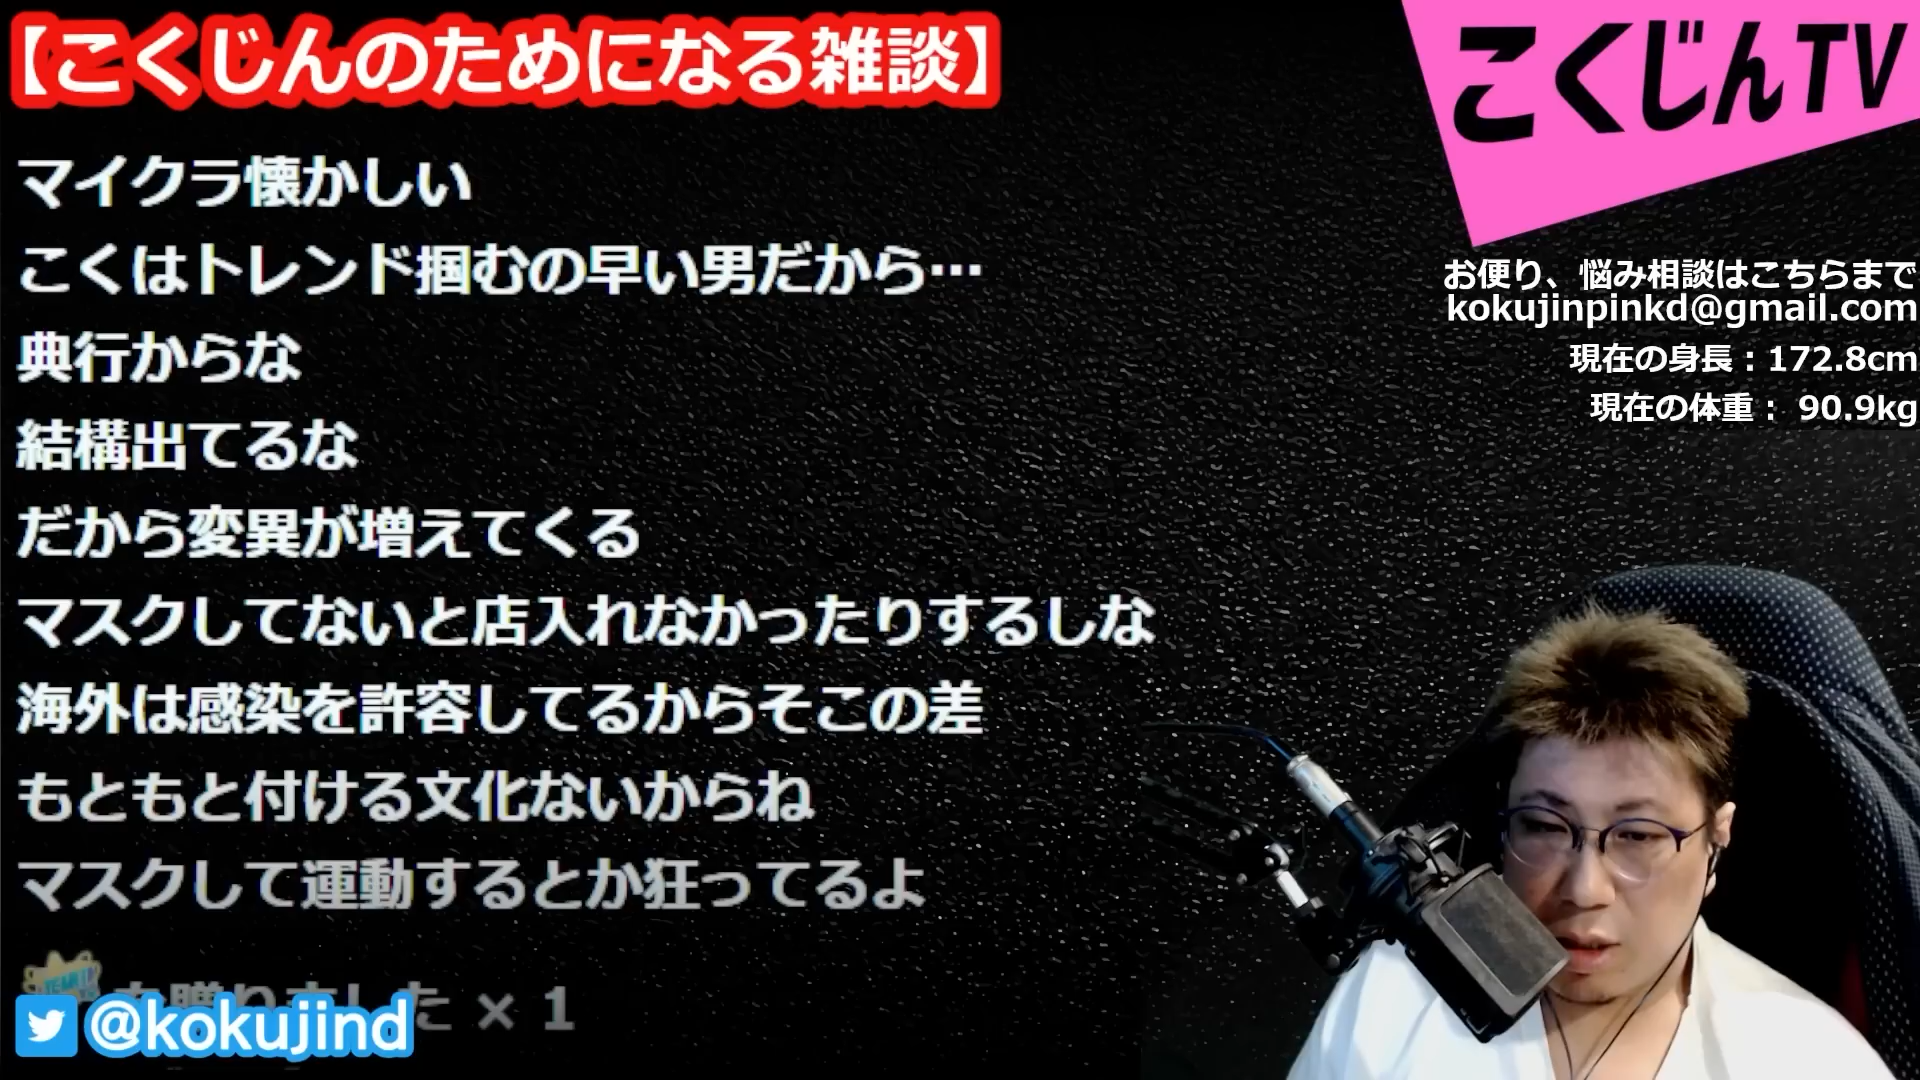 【こくじんのためになる雑談】
こくじんTV
お便り、悩み相談はこちらまで
kokujinpinkd@gmail.com
現在の身長：172.8cm
現在の体重： 90.9kg
マイクラ懐かしい
こくはトレンド掴むの早い男だから…
典行からな
結構出てるな
だから変異が増えてくる
マスクしてないと店入れなかったりするしな
海外は感染を許容してるからそこの差
もともと付ける文化ないからね
マスクして運動するとか狂ってるよ
を贈りました × 1
@kokujind